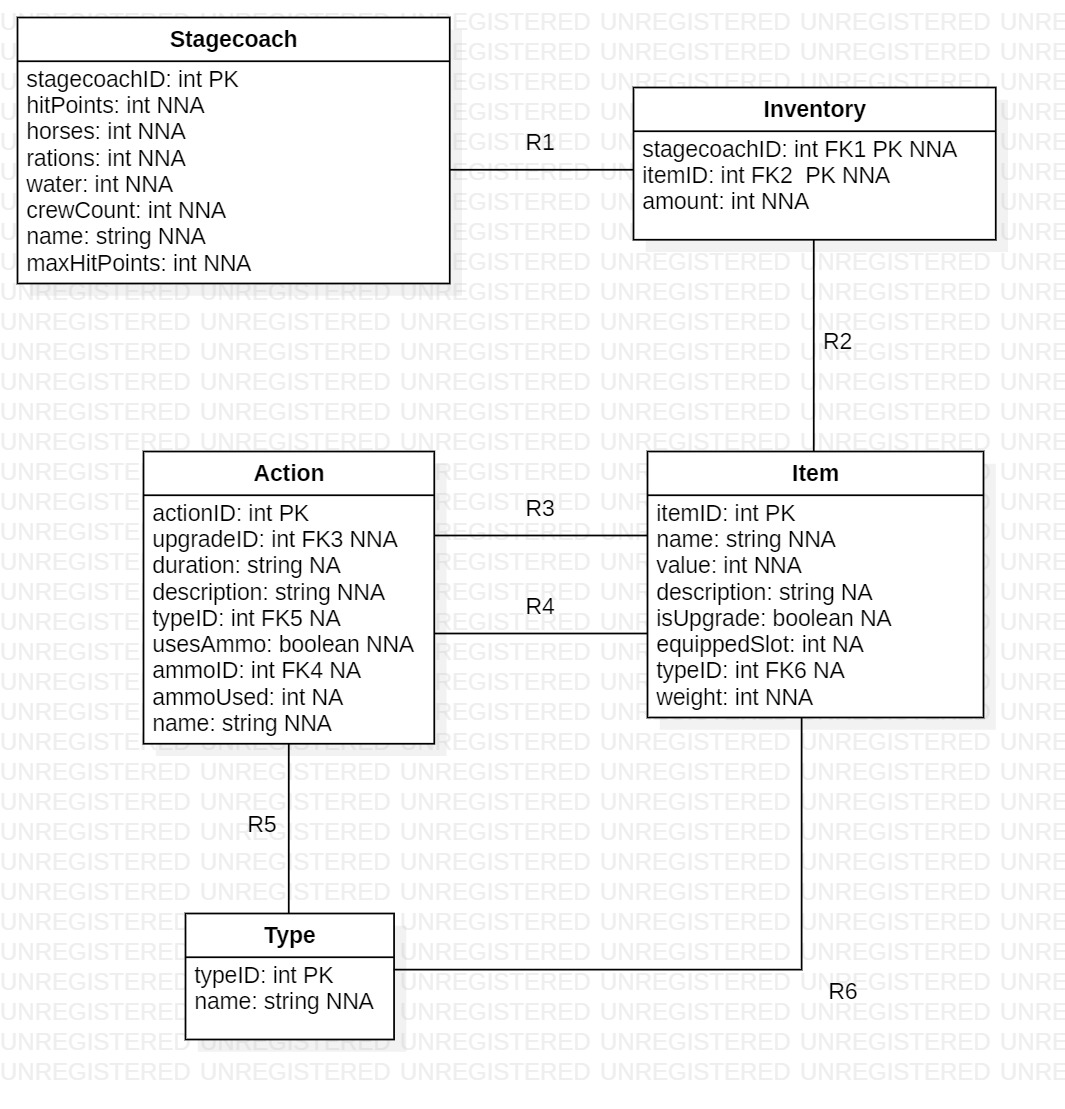 Stagecoach
stagecoachID: int PK
hitPoints: int NNA
horses: int NNA
rations: int NNA
water: int NNA
crewCount: int NNA
name: string NNA
maxHitPoints: int NNA
R1
Inventory
stagecoachID: int FK1 PK NNA
itemID: int FK2  PK NNA
amount: int NNA
R2
Action
actionID: int PK
upgradeID: int FK3 NNA
duration: string NA
description: string NNA
typeID: int FK5 NA
usesAmmo: boolean NNA
ammoID: int FK4 NA
ammoUsed: int NA
name: string NNA
R3
R4
Item
itemID: int PK
name: string NNA
value: int NNA
description: string NA
isUpgrade: boolean NA
equippedSlot: int NA
typeID: int FK6 NA
weight: int NNA
R5
Type
typeID: int PK
name: string NNA
R6
UNREGISTERED